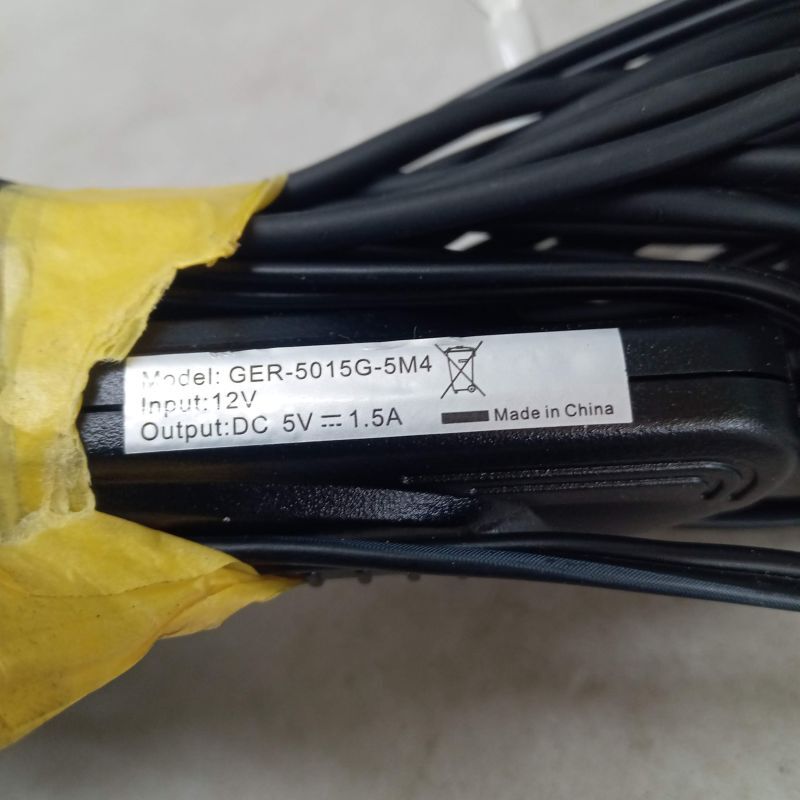 Model: GER-5015G-5M4
Input:12V
Output:DC 5V ⎓ 1.5A
Made in China